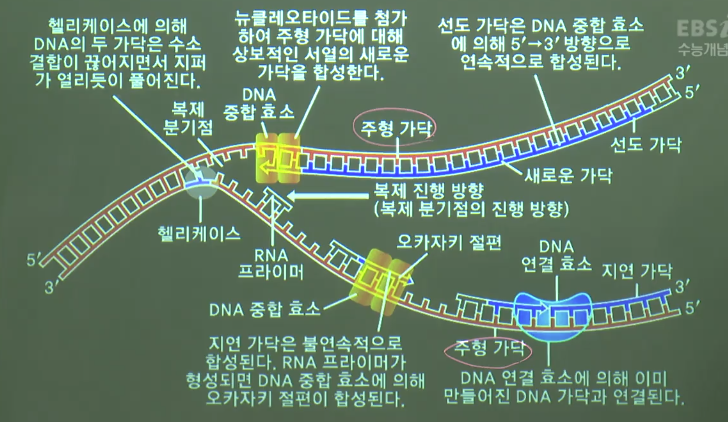 헬리케이스에 의해
DNA의 두 가닥은 수소
결합이 끊어지면서 지퍼
가 열리듯이 풀어진다.
뉴클레오타이드를 첨가
하여 주형 가닥에 대해
상보적인 서열의 새로운
가닥을 합성한다.
선도 가닥은 DNA 중합 효소
에 의해 5′→3′ 방향으로
연속적으로 합성된다.
EBS
수능개념
복제
분기점
DNA
중합 효소
주형 가닥
3′
5′
선도 가닥
새로운 가닥
복제 진행 방향
(복제 분기점의 진행 방향)
헬리케이스
RNA
프라이머
5′
3′
오카자키 절편
DNA
연결 효소
지연 가닥
3′
5′
DNA 중합 효소
주형 가닥
지연 가닥은 불연속적으로
합성된다. RNA 프라이머가
형성되면 DNA 중합 효소에 의해
오카자키 절편이 합성된다.
DNA 연결 효소에 의해 이미
만들어진 DNA 가닥과 연결된다.